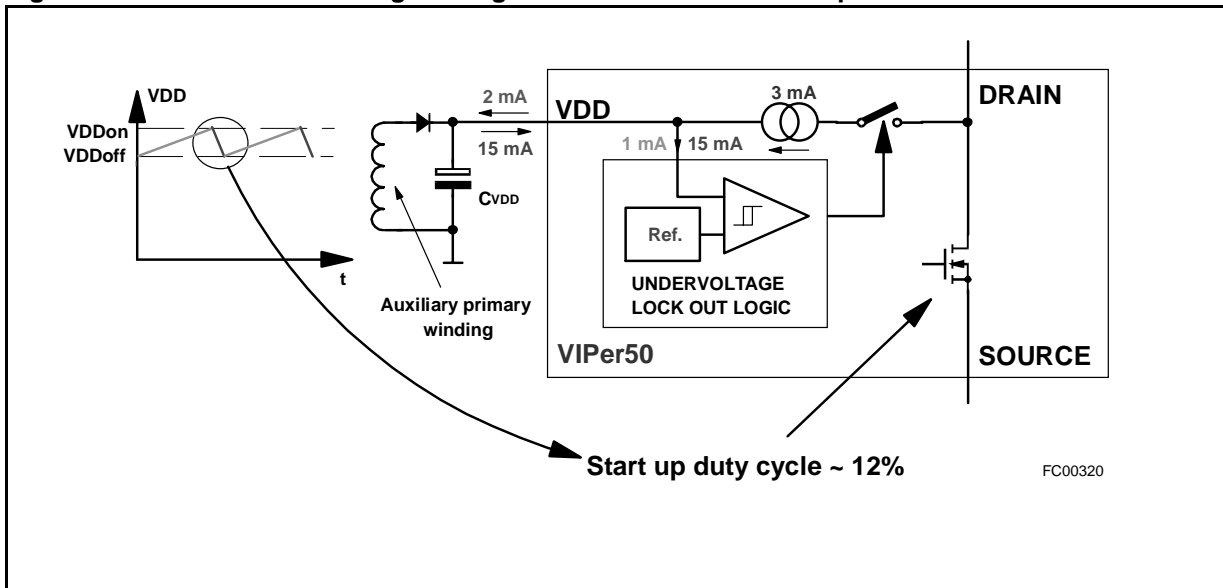 VDD
VDDon
VDDoff
t
2 mA
15 mA
CVDD
Auxiliary primary
winding
VDD
3 mA
DRAIN
1 mA
15 mA
Ref.
UNDERVOLTAGE
LOCK OUT LOGIC
VIPer50
SOURCE
Start up duty cycle ~ 12%
FC00320